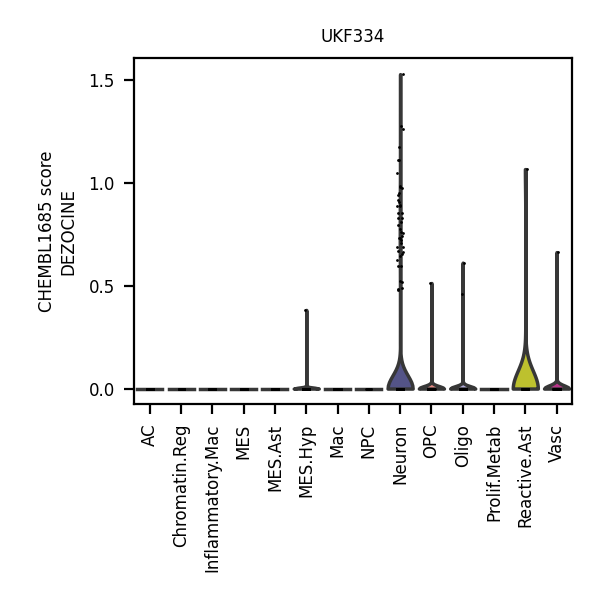 UKF334
CHEMBL1685 score
DEZOCINE
1.5
1.0
0.5
0.0
AC
Chromatin.Reg
Inflammatory.Mac
MES
MES.Ast
MES.Hyp
Mac
NPC
Neuron
OPC
Oligo
Prolif.Metab
Reactive.Ast
Vasc